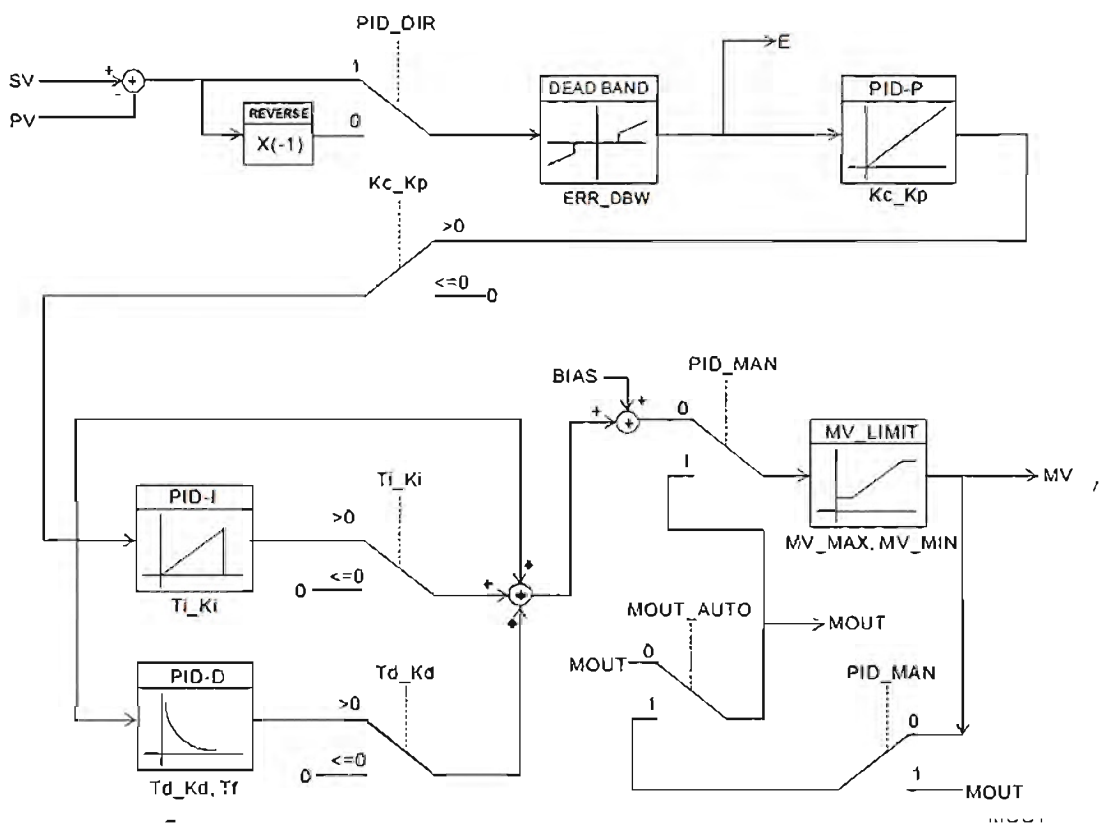 PID_DIR
SV
+
+
-
PV
1
REVERSE
X(-1)
0
DEAD BAND
ERR_DBW
E
PID-P
Kc_Kp
Kc_Kp
>0
<=0
0
BIAS
+
+
+
0
PID_MAN
1
MV_LIMIT
MV_MAX, MV_MIN
MV
PID-I
Ti_Ki
Ti_Ki
>0
0
<=0
+
+
+
+
PID-D
Td_Kd, Tf
Td_Kd
>0
0
<=0
MOUT_AUTO
MOUT
0
1
MOUT
PID_MAN
0
1
MOUT